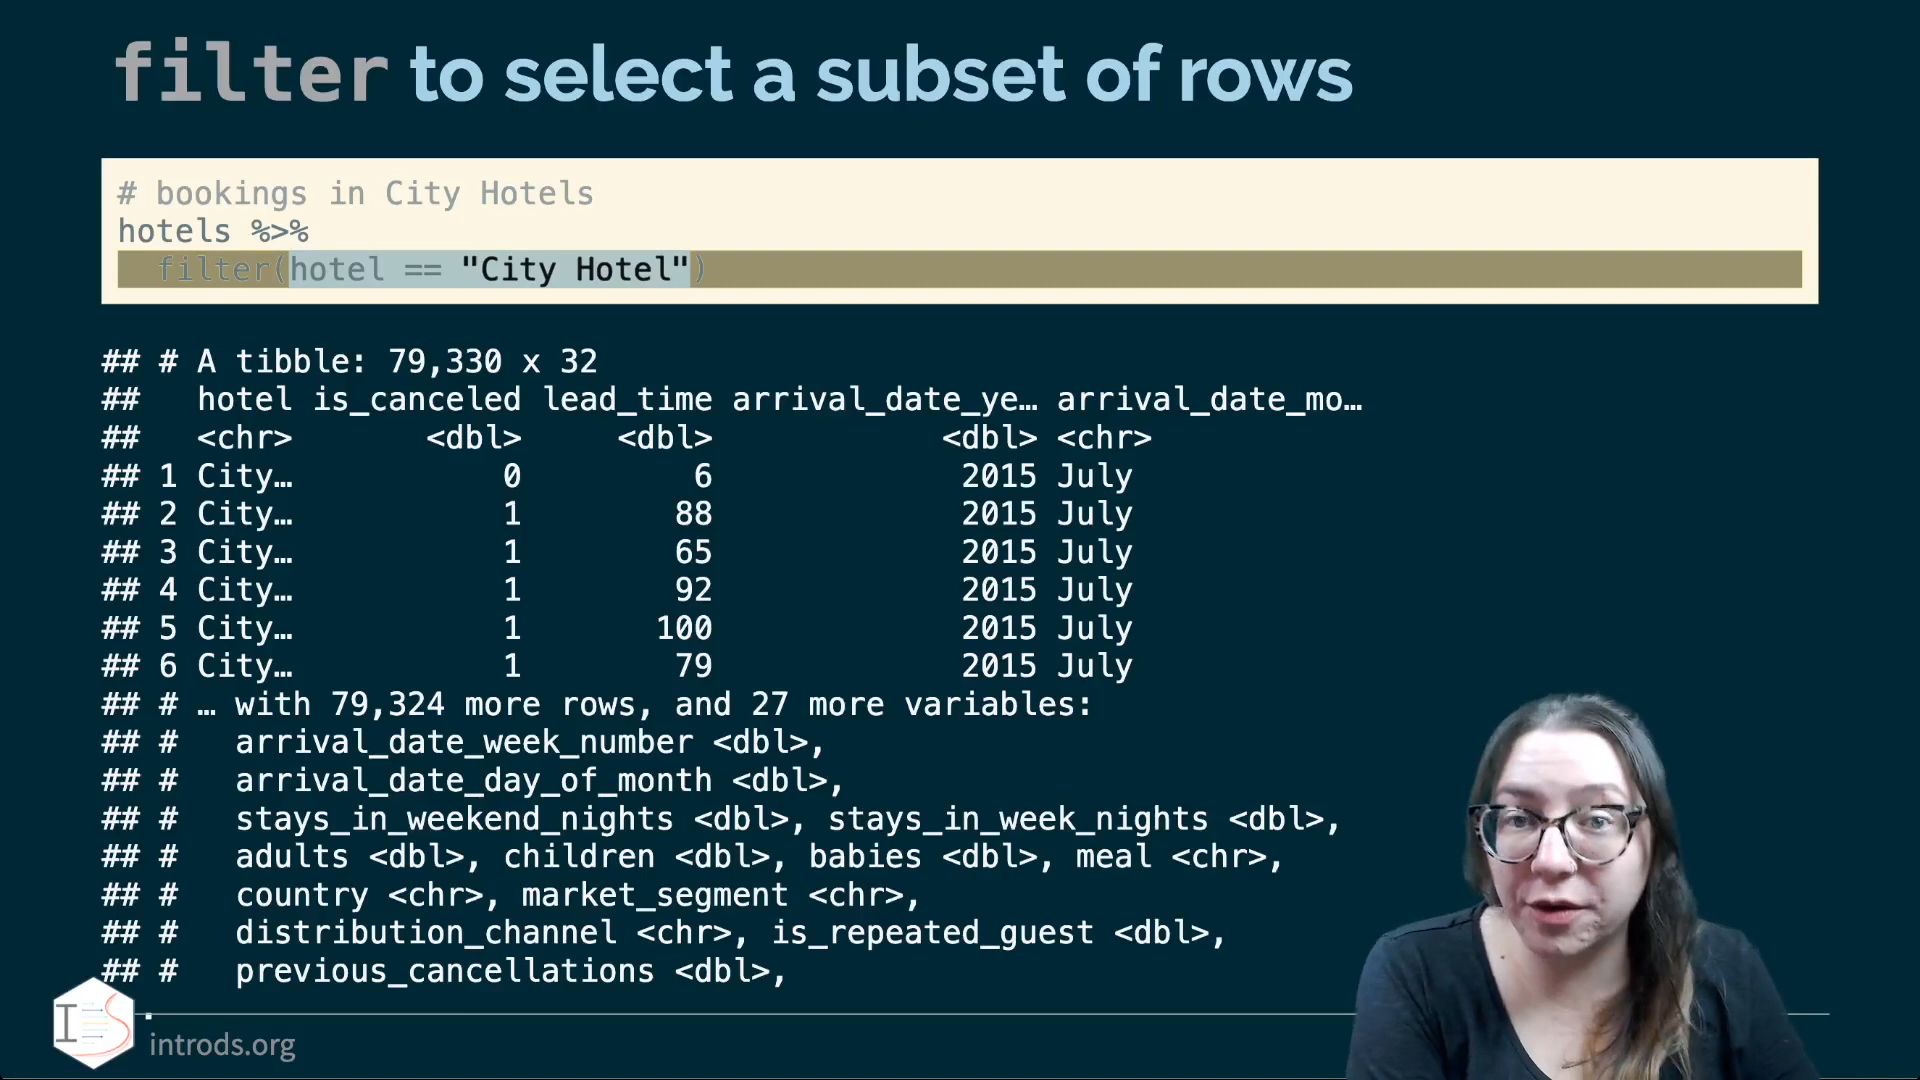 filter to select a subset of rows
# bookings in City Hotels
hotels %>%
  filter(hotel == "City Hotel")
## # A tibble: 79,330 x 32
##   hotel is_canceled lead_time arrival_date_ye… arrival_date_mo…
##   <chr>       <dbl>     <dbl>            <dbl> <chr>
## 1 City…           0         6             2015 July
## 2 City…           1        88             2015 July
## 3 City…           1        65             2015 July
## 4 City…           1        92             2015 July
## 5 City…           1       100             2015 July
## 6 City…           1        79             2015 July
## # … with 79,324 more rows, and 27 more variables:
## #   arrival_date_week_number <dbl>,
## #   arrival_date_day_of_month <dbl>,
## #   stays_in_weekend_nights <dbl>, stays_in_week_nights <dbl>,
## #   adults <dbl>, children <dbl>, babies <dbl>, meal <chr>,
## #   country <chr>, market_segment <chr>,
## #   distribution_channel <chr>, is_repeated_guest <dbl>,
## #   previous_cancellations <dbl>,
IS
introds.org